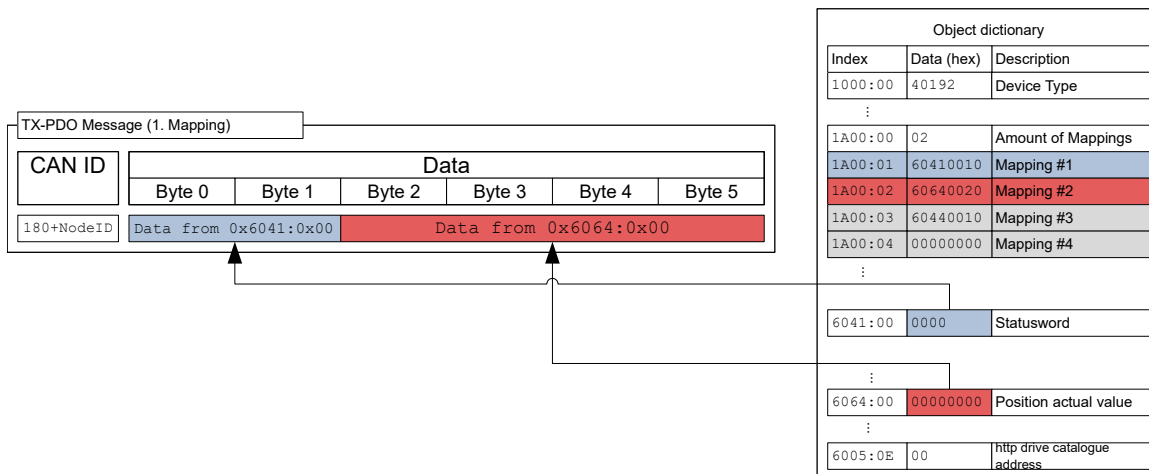 TX-PDO Message (1. Mapping)
CAN ID
Data
Byte 0 Byte 1 Byte 2 Byte 3 Byte 4 Byte 5
180+NodeID Data from 0x6041:0x00 Data from 0x6064:0x00
Object dictionary
Index Data (hex) Description
1000:00 40192 Device Type
⋮
1A00:00 02 Amount of Mappings
1A00:01 60410010 Mapping #1
1A00:02 60640020 Mapping #2
1A00:03 60440010 Mapping #3
1A00:04 00000000 Mapping #4
⋮
6041:00 0000 Statusword
⋮
6064:00 00000000 Position actual value
⋮
6005:0E 00 http drive catalogue
address